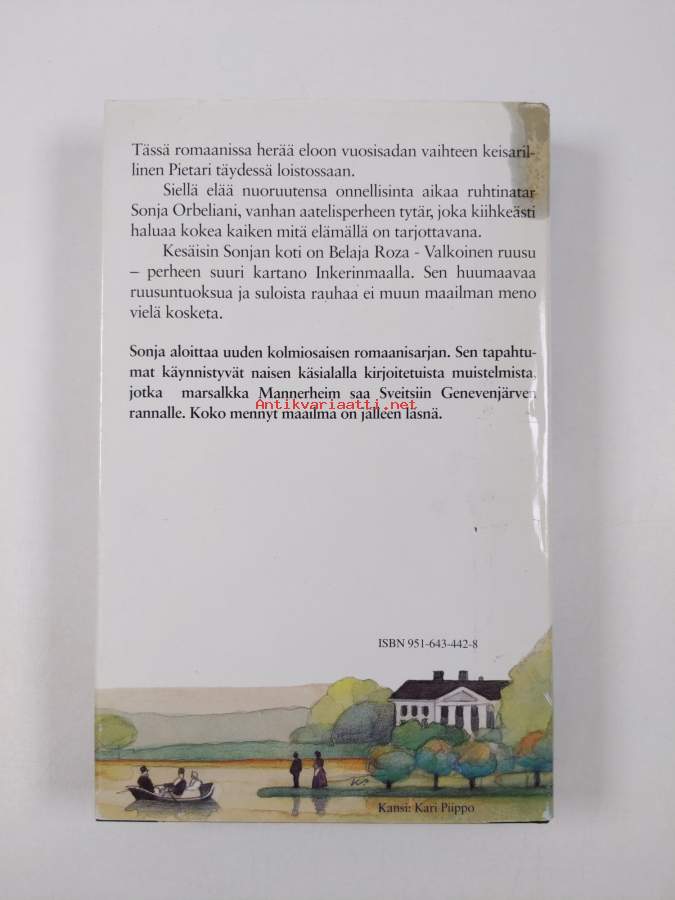 Tässä romaanissa herää eloon vuosisadan vaihteen keisaril-
linen Pietari täydessä loistossaan.
Siellä elää nuoruutensa onnellisinta aikaa ruhtinatar
Sonja Orbeliani, vanhan aatelisperheen tytär, joka kiihkeästi
haluaa kokea kaiken mitä elämällä on tarjottavana.
Kesäisin Sonjan koti on Belaja Roza - Valkoinen ruusu
– perheen suuri kartano Inkerinmaalla. Sen huumaavaa
ruusuntuoksua ja suloista rauhaa ei muun maailman meno
vielä kosketa.
Sonja aloittaa uuden kolmiosaisen romaanisarjan. Sen tapahtu-
mat käynnistyvät naisen käsialalla kirjoitetuista muistelmista,
jotka marsalkka Mannerheim saa Sveitsiin Genevenjärven
rannalle. Koko mennyt maailma on jälleen läsnä.
Antikvariaatti.net
ISBN 951-643-442-8
Kansi: Kari Piippo